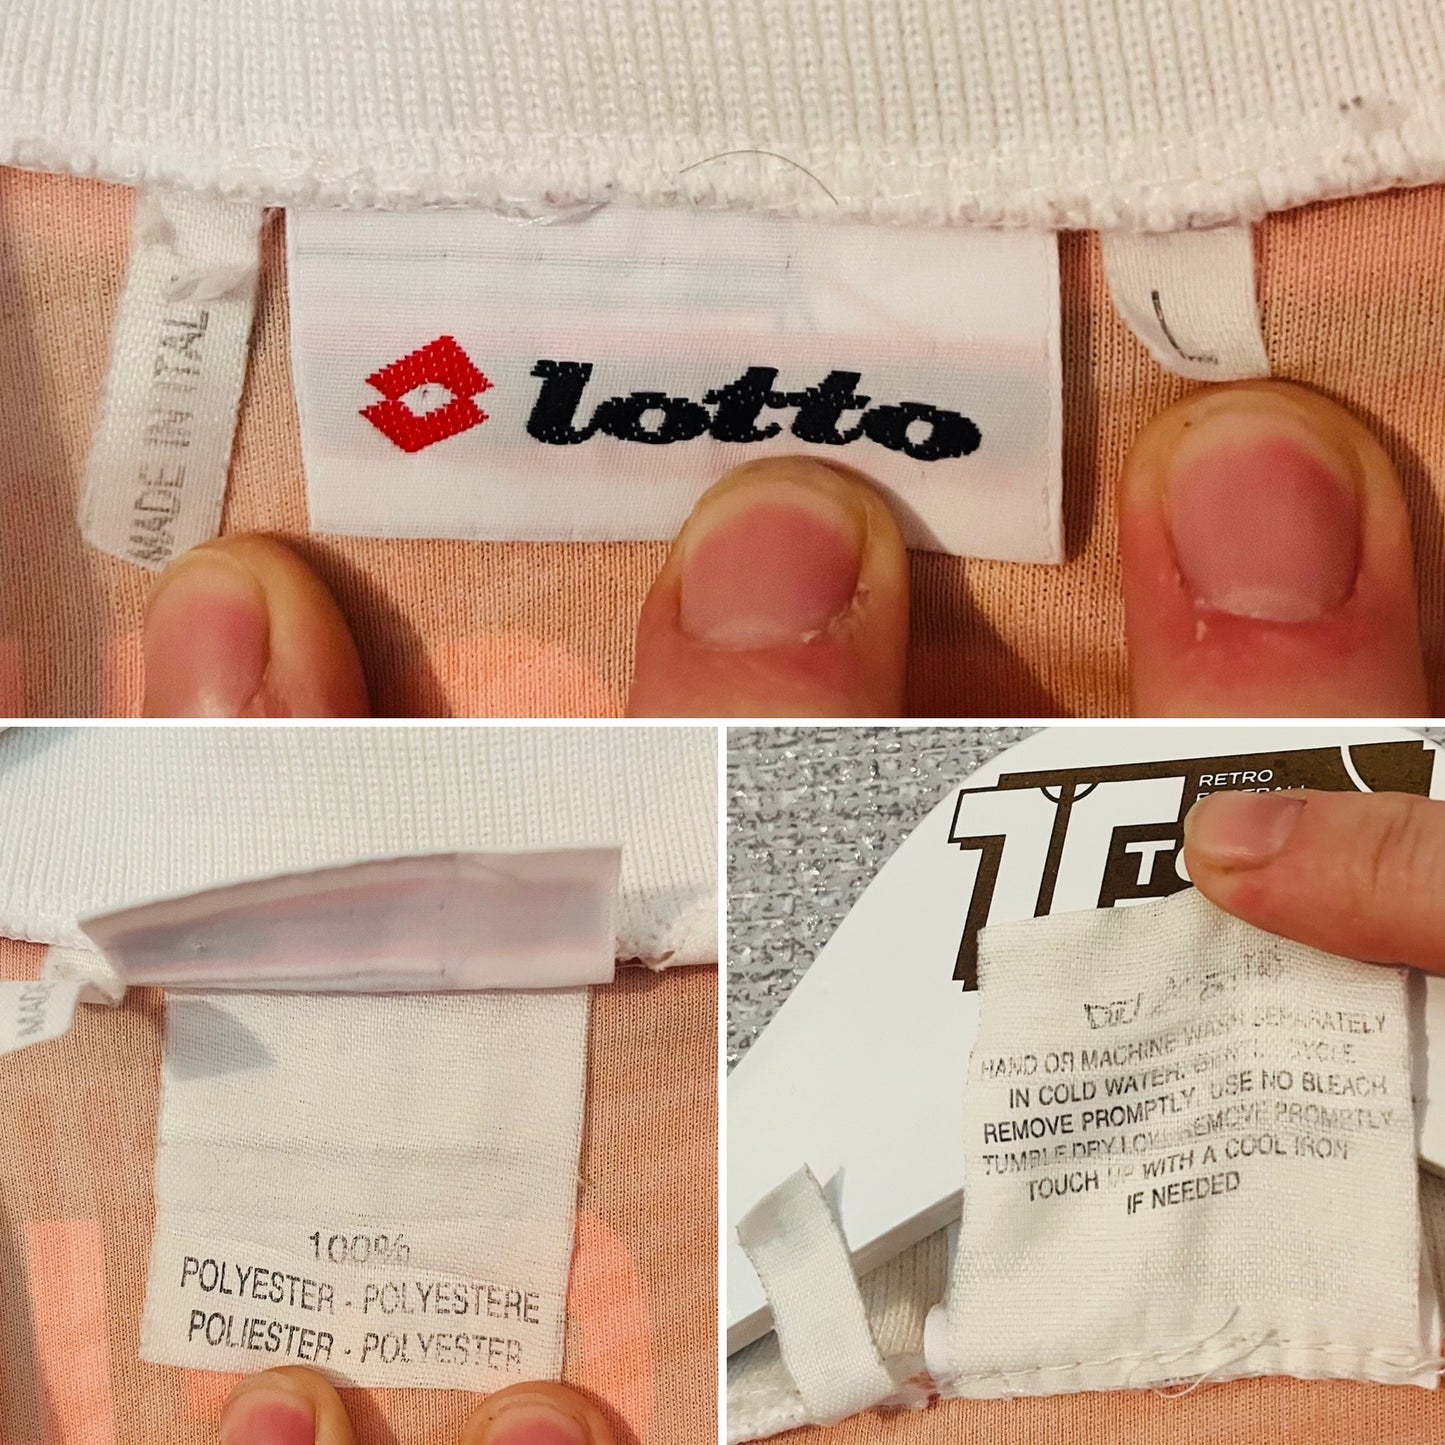 MADE IN ITALY
lotto
L
MADE
100%
POLYESTER - POLYESTERE
POLIESTER - POLYESTER
RETRO
HAND OR MACHINE WASH SEPARATELY
IN COLD WATER. GENTLE CYCLE
REMOVE PROMPTLY. USE NO BLEACH
TUMBLE DRY LOW. REMOVE PROMPTLY
TOUCH UP WITH A COOL IRON
IF NEEDED